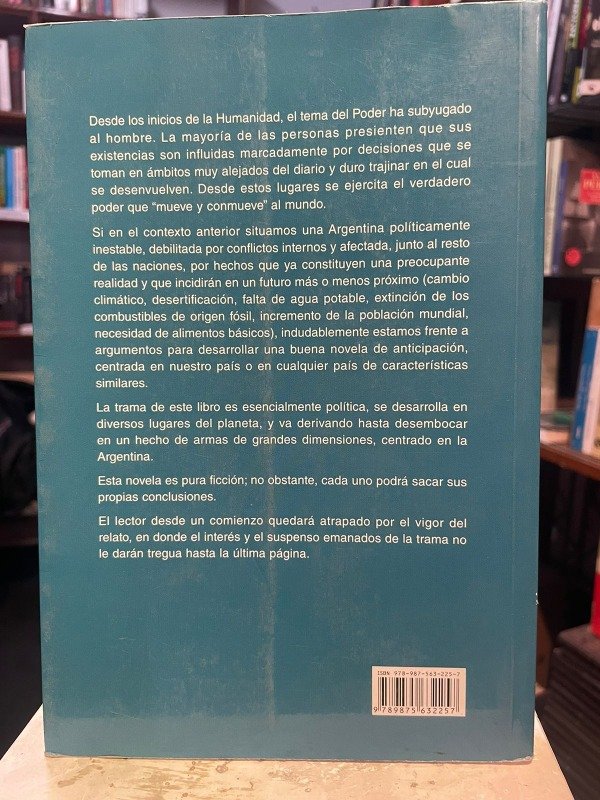 Desde los inicios de la Humanidad, el tema del Poder ha subyugado
al hombre. La mayoría de las personas presienten que sus
existencias son influidas marcadamente por decisiones que se
toman en ámbitos muy alejados del diario y duro trajinar en el cual
se desenvuelven. Desde estos lugares se ejercita el verdadero
poder que “mueve y conmueve” al mundo.
Si en el contexto anterior situamos una Argentina políticamente
inestable, debilitada por conflictos internos y afectada, junto al resto
de las naciones, por hechos que ya constituyen una preocupante
realidad y que incidirán en un futuro más o menos próximo (cambio
climático, desertificación, falta de agua potable, extinción de los
combustibles de origen fósil, incremento de la población mundial,
necesidad de alimentos básicos), indudablemente estamos frente a
argumentos para desarrollar una buena novela de anticipación,
centrada en nuestro país o en cualquier país de características
similares.
La trama de este libro es esencialmente política, se desarrolla en
diversos lugares del planeta, y va derivando hasta desembocar
en un hecho de armas de grandes dimensiones, centrado en la
Argentina.
Esta novela es pura ficción; no obstante, cada uno podrá sacar sus
propias conclusiones.
El lector desde un comienzo quedará atrapado por el vigor del
relato, en donde el interés y el suspenso emanados de la trama no
le darán tregua hasta la última página.
ISBN 978-987-563-225-7
9 789875 632257